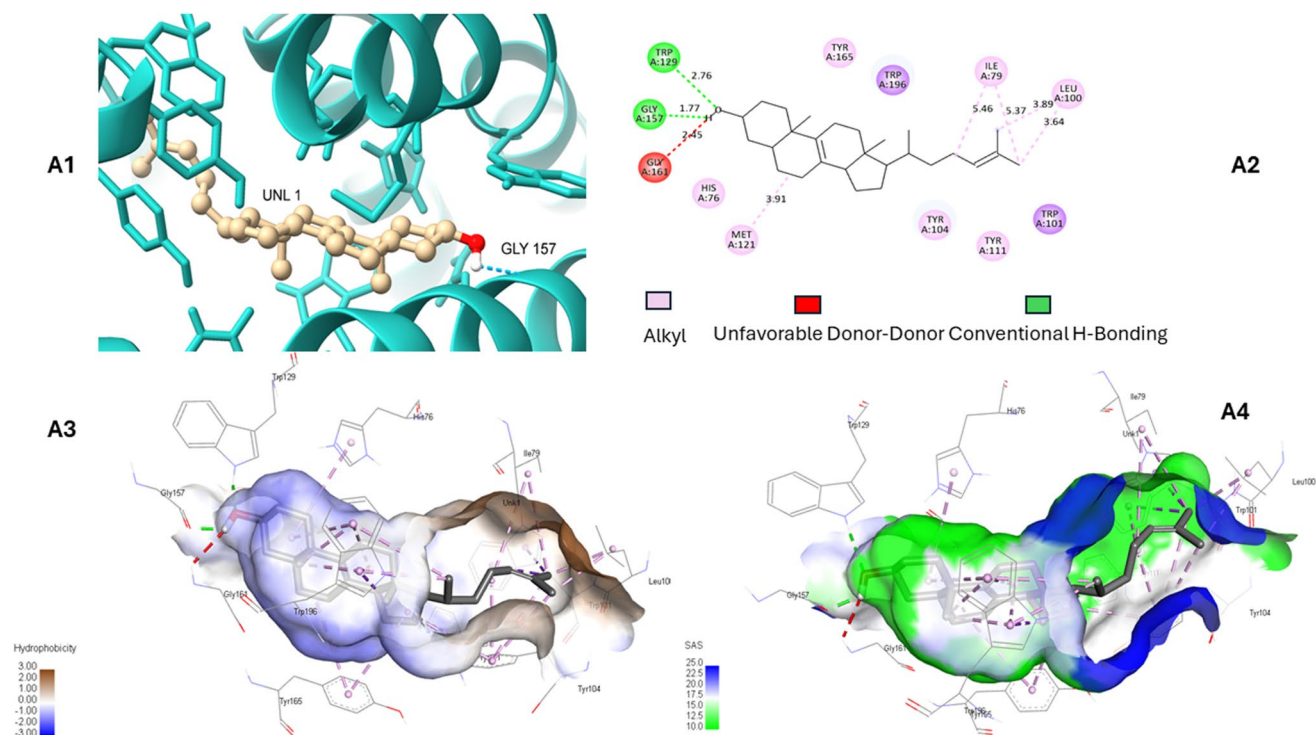 A1
UNL 1
GLY 157
TRP
A:129
GLY
A:157
GLY
A:161
HIS
A:76
MET
A:121
TYR
A:165
TRP
A:196
ILE
A:79
LEU
A:100
TYR
A:104
TYR
A:111
TRP
A:101
2.76
1.77
2.45
3.91
5.46
5.37
3.89
3.64
O
H
A2
Alkyl
Unfavorable Donor-Donor
Conventional H-Bonding
A3
Trp129
His76
Gly157
Ile79
Unk1
Gly161
Trp196
Tyr165
Tyr104
Hydrophobicity
3.00
2.00
1.00
0.00
-1.00
-2.00
-3.00
A4
Trp129
His76
Ile79
Unk1
Leu100
Trp101
Gly157
Gly161
Tyr104
SAS
25.0
22.5
20.0
17.5
15.0
12.5
10.0